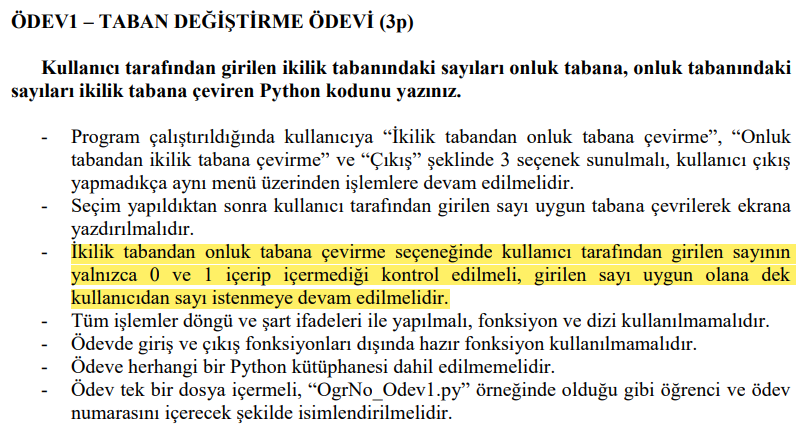 ÖDEV1 – TABAN DEĞİŞTİRME ÖDEVİ (3p)
Kullanıcı tarafından girilen ikilik tabanındaki sayıları onluk tabana, onluk tabanındaki
sayıları ikilik tabana çeviren Python kodunu yazınız.
- Program çalıştırıldığında kullanıcıya “İkilik tabandan onluk tabana çevirme”, “Onluk
tabandan ikilik tabana çevirme” ve “Çıkış” şeklinde 3 seçenek sunulmalı, kullanıcı çıkış
yapmadıkça aynı menü üzerinden işlemlere devam edilmelidir.
- Seçim yapıldıktan sonra kullanıcı tarafından girilen sayı uygun tabana çevrilerek ekrana
yazdırılmalıdır.
- İkilik tabandan onluk tabana çevirme seçeneğinde kullanıcı tarafından girilen sayının
yalnızca 0 ve 1 içerip içermediği kontrol edilmeli, girilen sayı uygun olana dek
kullanıcıdan sayı istenmeye devam edilmelidir.
- Tüm işlemler döngü ve şart ifadeleri ile yapılmalı, fonksiyon ve dizi kullanılmamalıdır.
- Ödevde giriş ve çıkış fonksiyonları dışında hazır fonksiyon kullanılmamalıdır.
- Ödeve herhangi bir Python kütüphanesi dahil edilmemelidir.
- Ödev tek bir dosya içermeli, “OgrNo_Odev1.py” örneğinde olduğu gibi öğrenci ve ödev
numarasını içerecek şekilde isimlendirilmelidir.